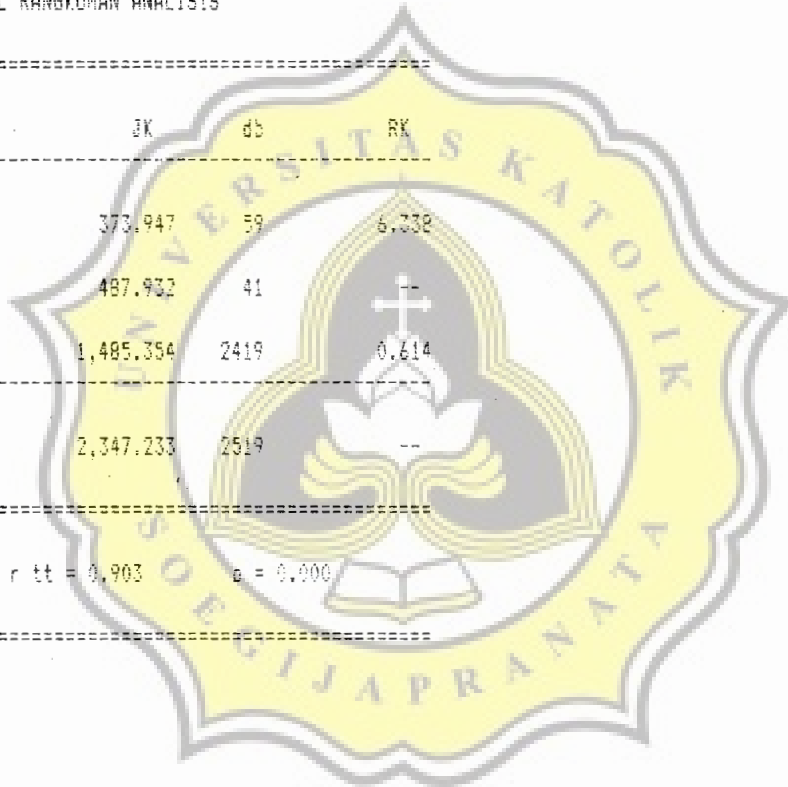 RANGKUMAN ANALISIS
JK db RK
373.947 59 6.338
487.932 41 --
1,485.354 2419 0.614
2,347.233 2519 --
r tt = 0.903 p = 0.000
UNIVERSITAS KATOLIK
SOEGIJAPRANATA